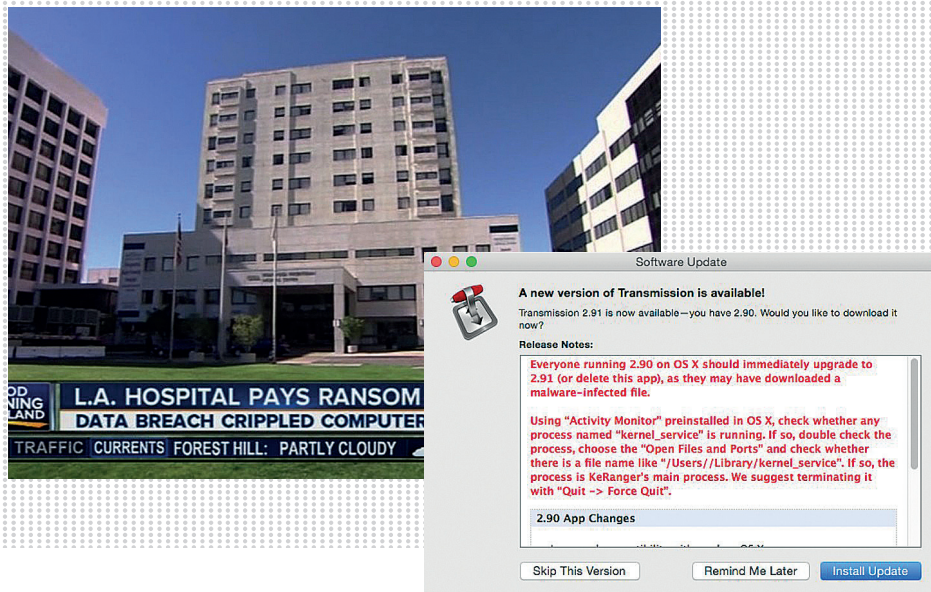 OD
NING
LAND
L.A. HOSPITAL PAYS RANSOM
DATA BREACH CRIPPLED COMPUTER
TRAFFIC CURRENTS FOREST HILL: PARTLY CLOUDY
Software Update
A new version of Transmission is available!
Transmission 2.91 is now available—you have 2.90. Would you like to download it
now?
Release Notes:
Everyone running 2.90 on OS X should immediately upgrade to
2.91 (or delete this app), as they may have downloaded a
malware-infected file.
Using “Activity Monitor” preinstalled in OS X, check whether any
process named “kernel_service” is running. If so, double check the
process, choose the “Open Files and Ports” and check whether
there is a file name like “/Users//Library/kernel_service”. If so, the
process is KeRanger’s main process. We suggest terminating it
with “Quit -> Force Quit”.
2.90 App Changes
Skip This Version
Remind Me Later
Install Update